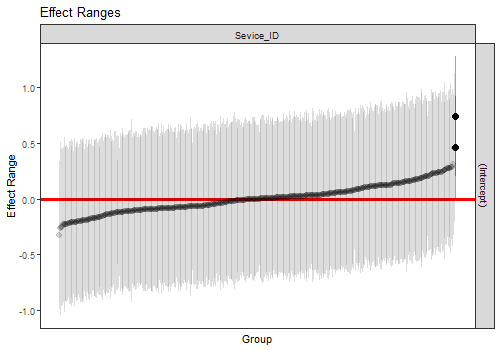 Effect Ranges
Sevice_ID
1.0
0.5
0.0
-0.5
-1.0
Effect Range
(Intercept)
Group